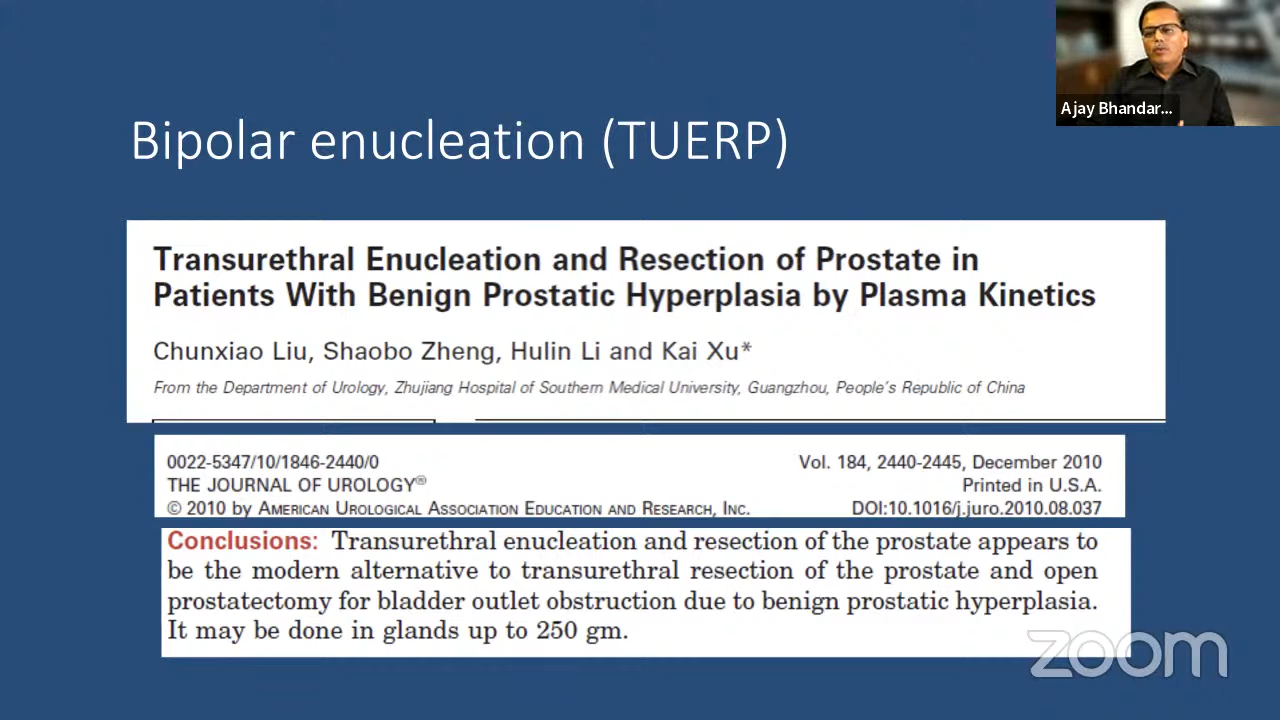 Ajay Bhandar...
Bipolar enucleation (TUERP)
Transurethral Enucleation and Resection of Prostate in
Patients With Benign Prostatic Hyperplasia by Plasma Kinetics
Chunxiao Liu, Shaobo Zheng, Hulin Li and Kai Xu*
From the Department of Urology, Zhujiang Hospital of Southern Medical University, Guangzhou, People's Republic of China
0022-5347/10/1846-2440/0
THE JOURNAL OF UROLOGY®
© 2010 by AMERICAN UROLOGICAL ASSOCIATION EDUCATION AND RESEARCH, INC.
Vol. 184, 2440-2445, December 2010
Printed in U.S.A.
DOI:10.1016/j.juro.2010.08.037
Conclusions: Transurethral enucleation and resection of the prostate appears to
be the modern alternative to transurethral resection of the prostate and open
prostatectomy for bladder outlet obstruction due to benign prostatic hyperplasia.
It may be done in glands up to 250 gm.
zoom